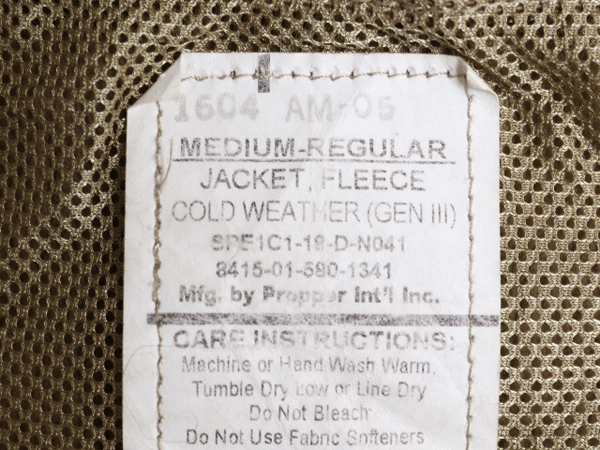 1604 AM-05
MEDIUM-REGULAR
JACKET, FLEECE
COLD WEATHER (GEN III)
SPE1C1-18-D-N041
8415-01-580-1341
Mfg. by Propper Int'l Inc.
CARE INSTRUCTIONS:
Machine or Hand Wash Warm,
Tumble Dry Low or Line Dry
Do Not Bleach
Do Not Use Fabric Softeners